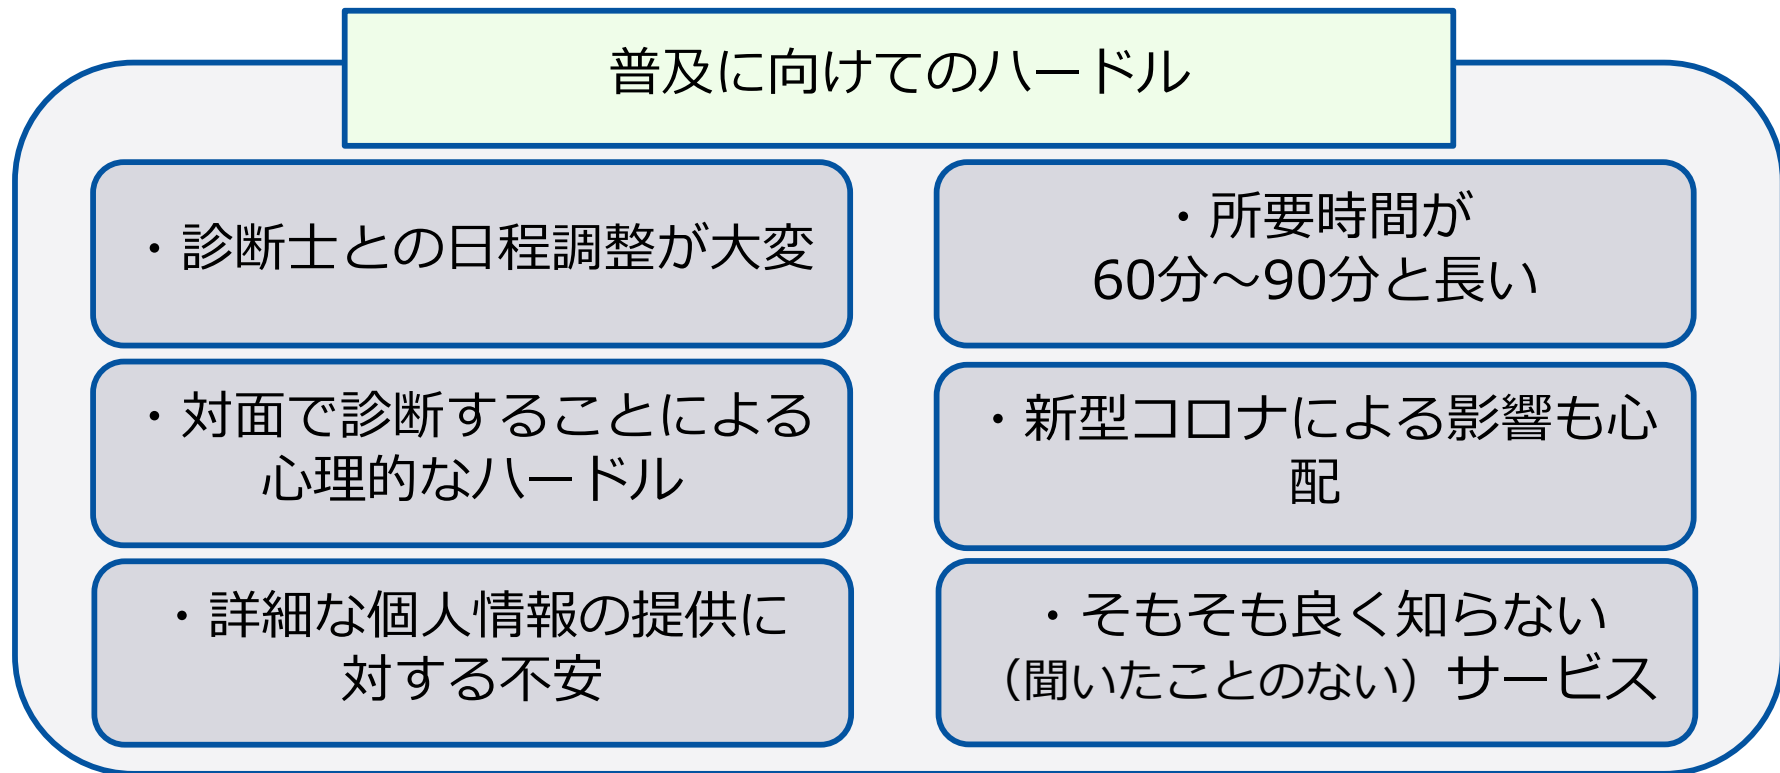 普及に向けてのハードル
・診断士との日程調整が大変
・所要時間が
60分～90分と長い
・対面で診断することによる
心理的なハードル
・新型コロナによる影響も心
配
・詳細な個人情報の提供に
対する不安
・そもそも良く知らない
（聞いたことのない）サービス